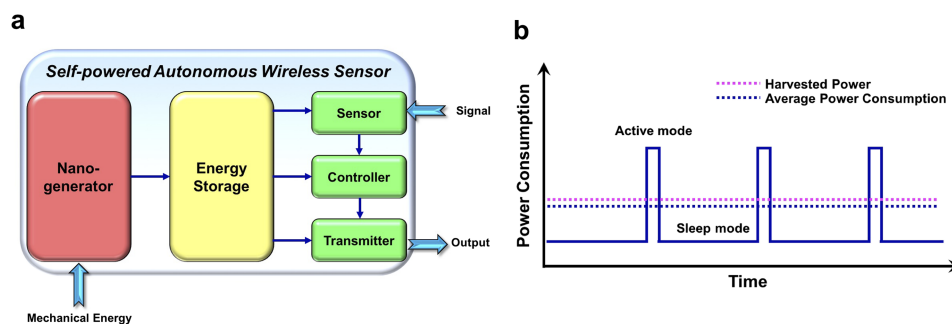 a
Self-powered Autonomous Wireless Sensor
Nano-
generator
Energy
Storage
Sensor
Controller
Transmitter
Signal
Output
Mechanical Energy
b
Power Consumption
Harvested Power
Average Power Consumption
Active mode
Sleep mode
Time